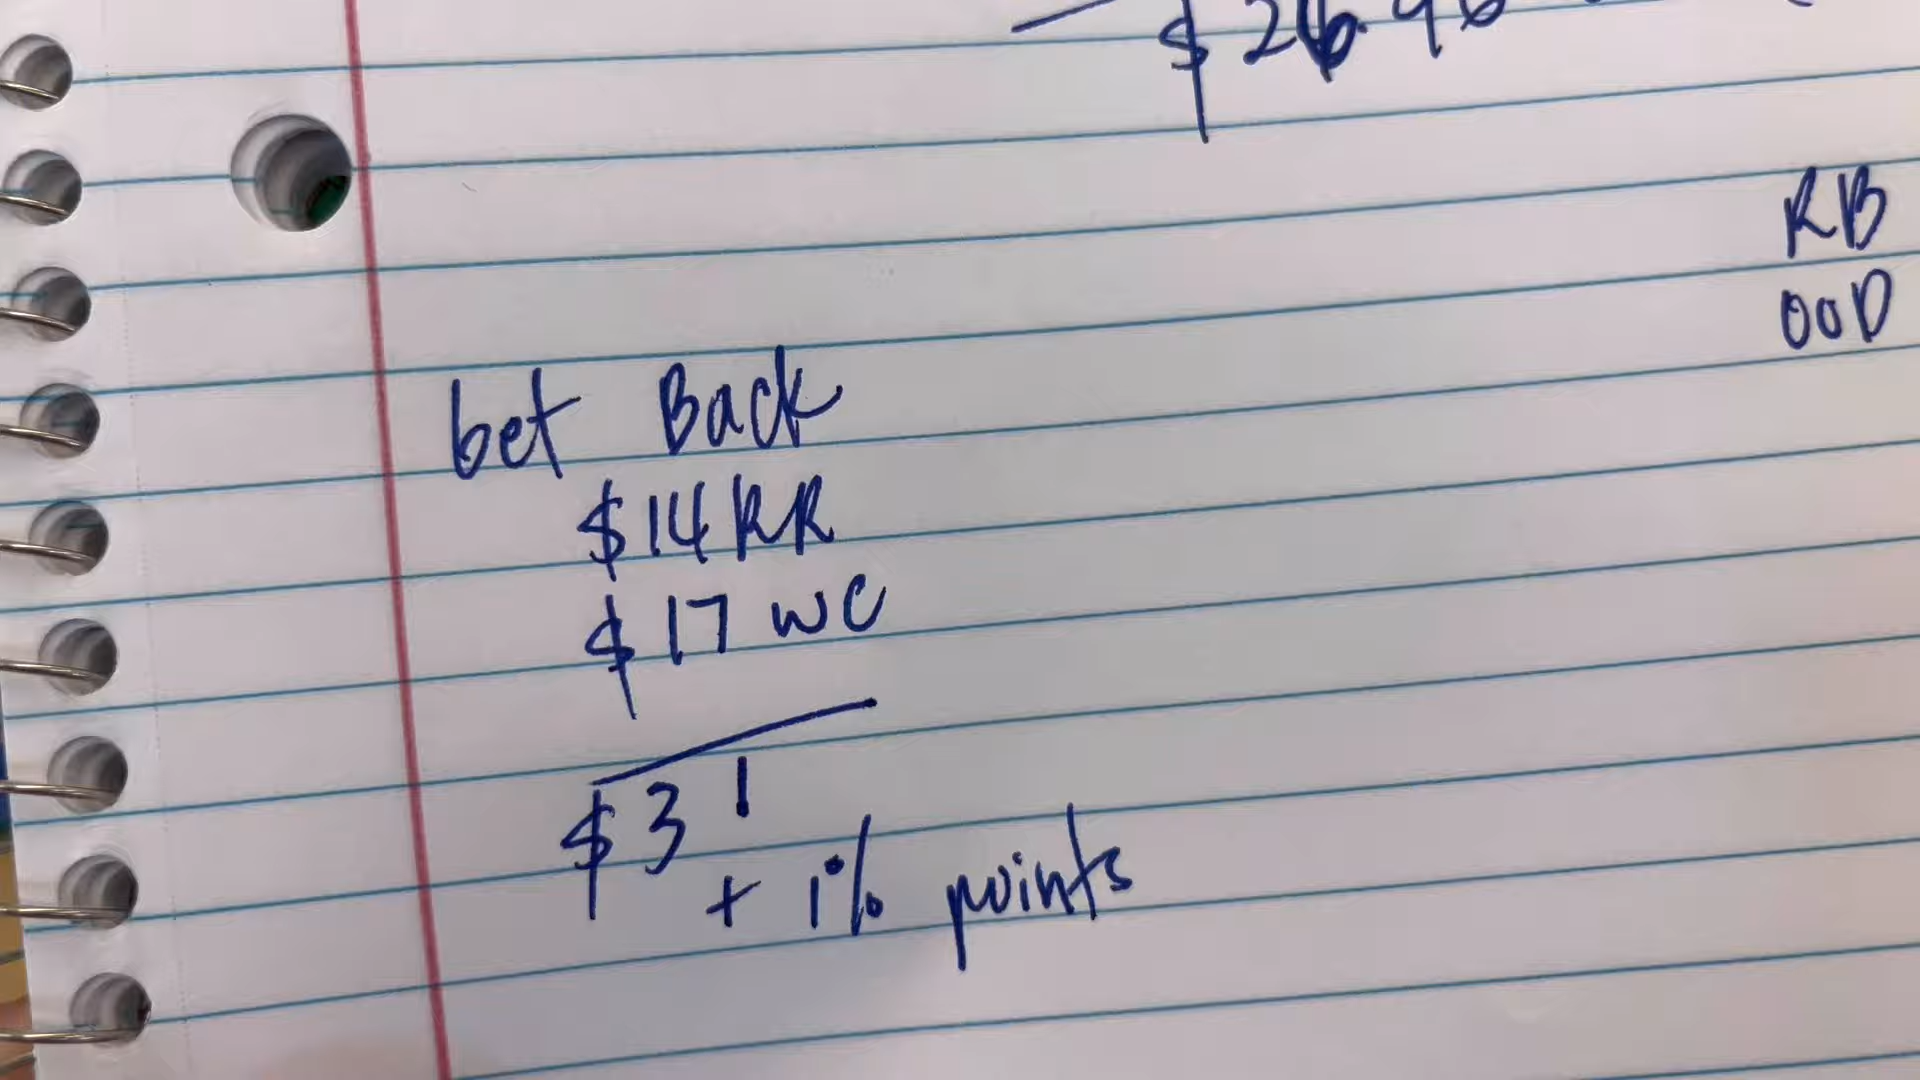 $26.96
RB
OOD
bet Back
$14 RR
$17 WC
$31
+ 1% points